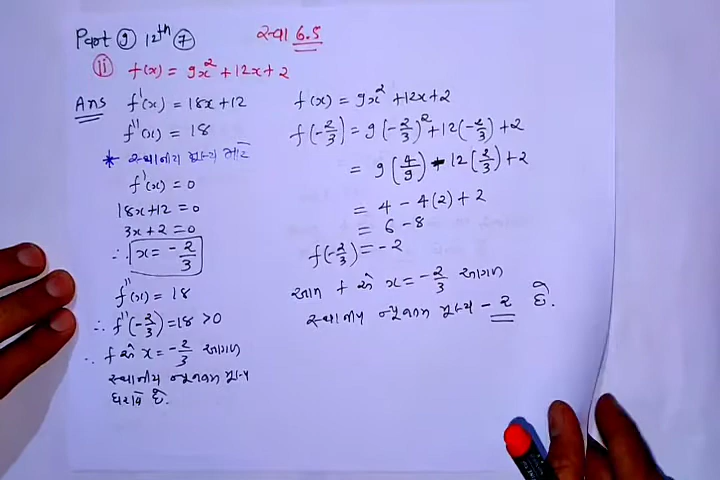 Part ⑨ 12th ⑦
સ્વા 6.5
ⅱ f(x) = 9x² + 12x + 2
Ans f'(x) = 18x + 12
f''(x) = 18
* સ્થાનીય મૂલ્ય માટે
f'(x) = 0
18x + 12 = 0
3x + 2 = 0
∴ x = -2/3
f''(x) = 18
∴ f''(-2/3) = 18 > 0
∴ f એ x = -2/3 આગળ
સ્થાનીય ન્યૂનતમ મૂલ્ય
ધરાવે છે.
f(x) = 9x² + 12x + 2
f(-2/3) = 9(-2/3)² + 12(-2/3) + 2
= 9(4/9) - 12(2/3) + 2
= 4 - 4(2) + 2
= 6 - 8
f(-2/3) = -2
આમ f એ x = -2/3 આગળ
સ્થાનીય ન્યૂનતમ મૂલ્ય - ૨ છે.